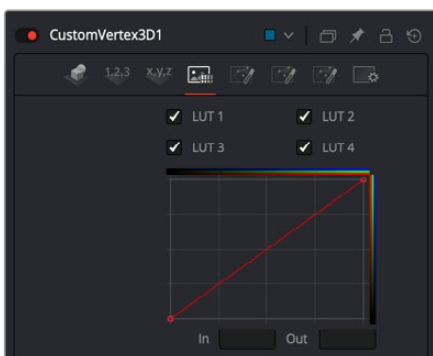 CustomVertex3D1
1,2,3 x,y,z
LUT 1 LUT 2
LUT 3 LUT 4
In Out